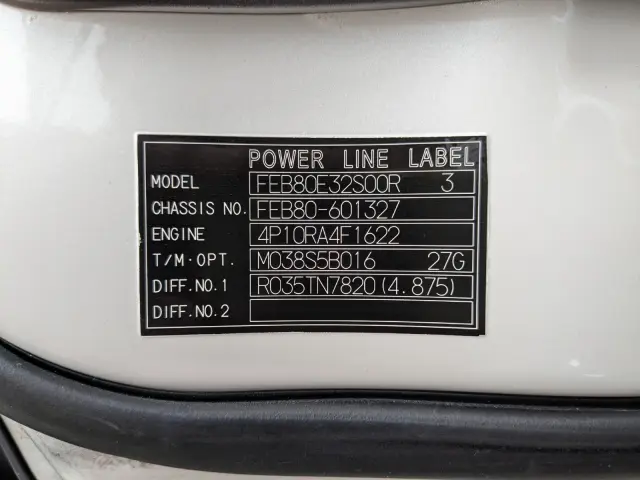 POWER LINE LABEL
MODEL FEB80E32S00R 3
CHASSIS NO. FEB80-601327
ENGINE 4P10RA4F1622
T/M·OPT. M038S5B016 27G
DIFF.NO.1 R035TN7820(4.875)
DIFF.NO.2